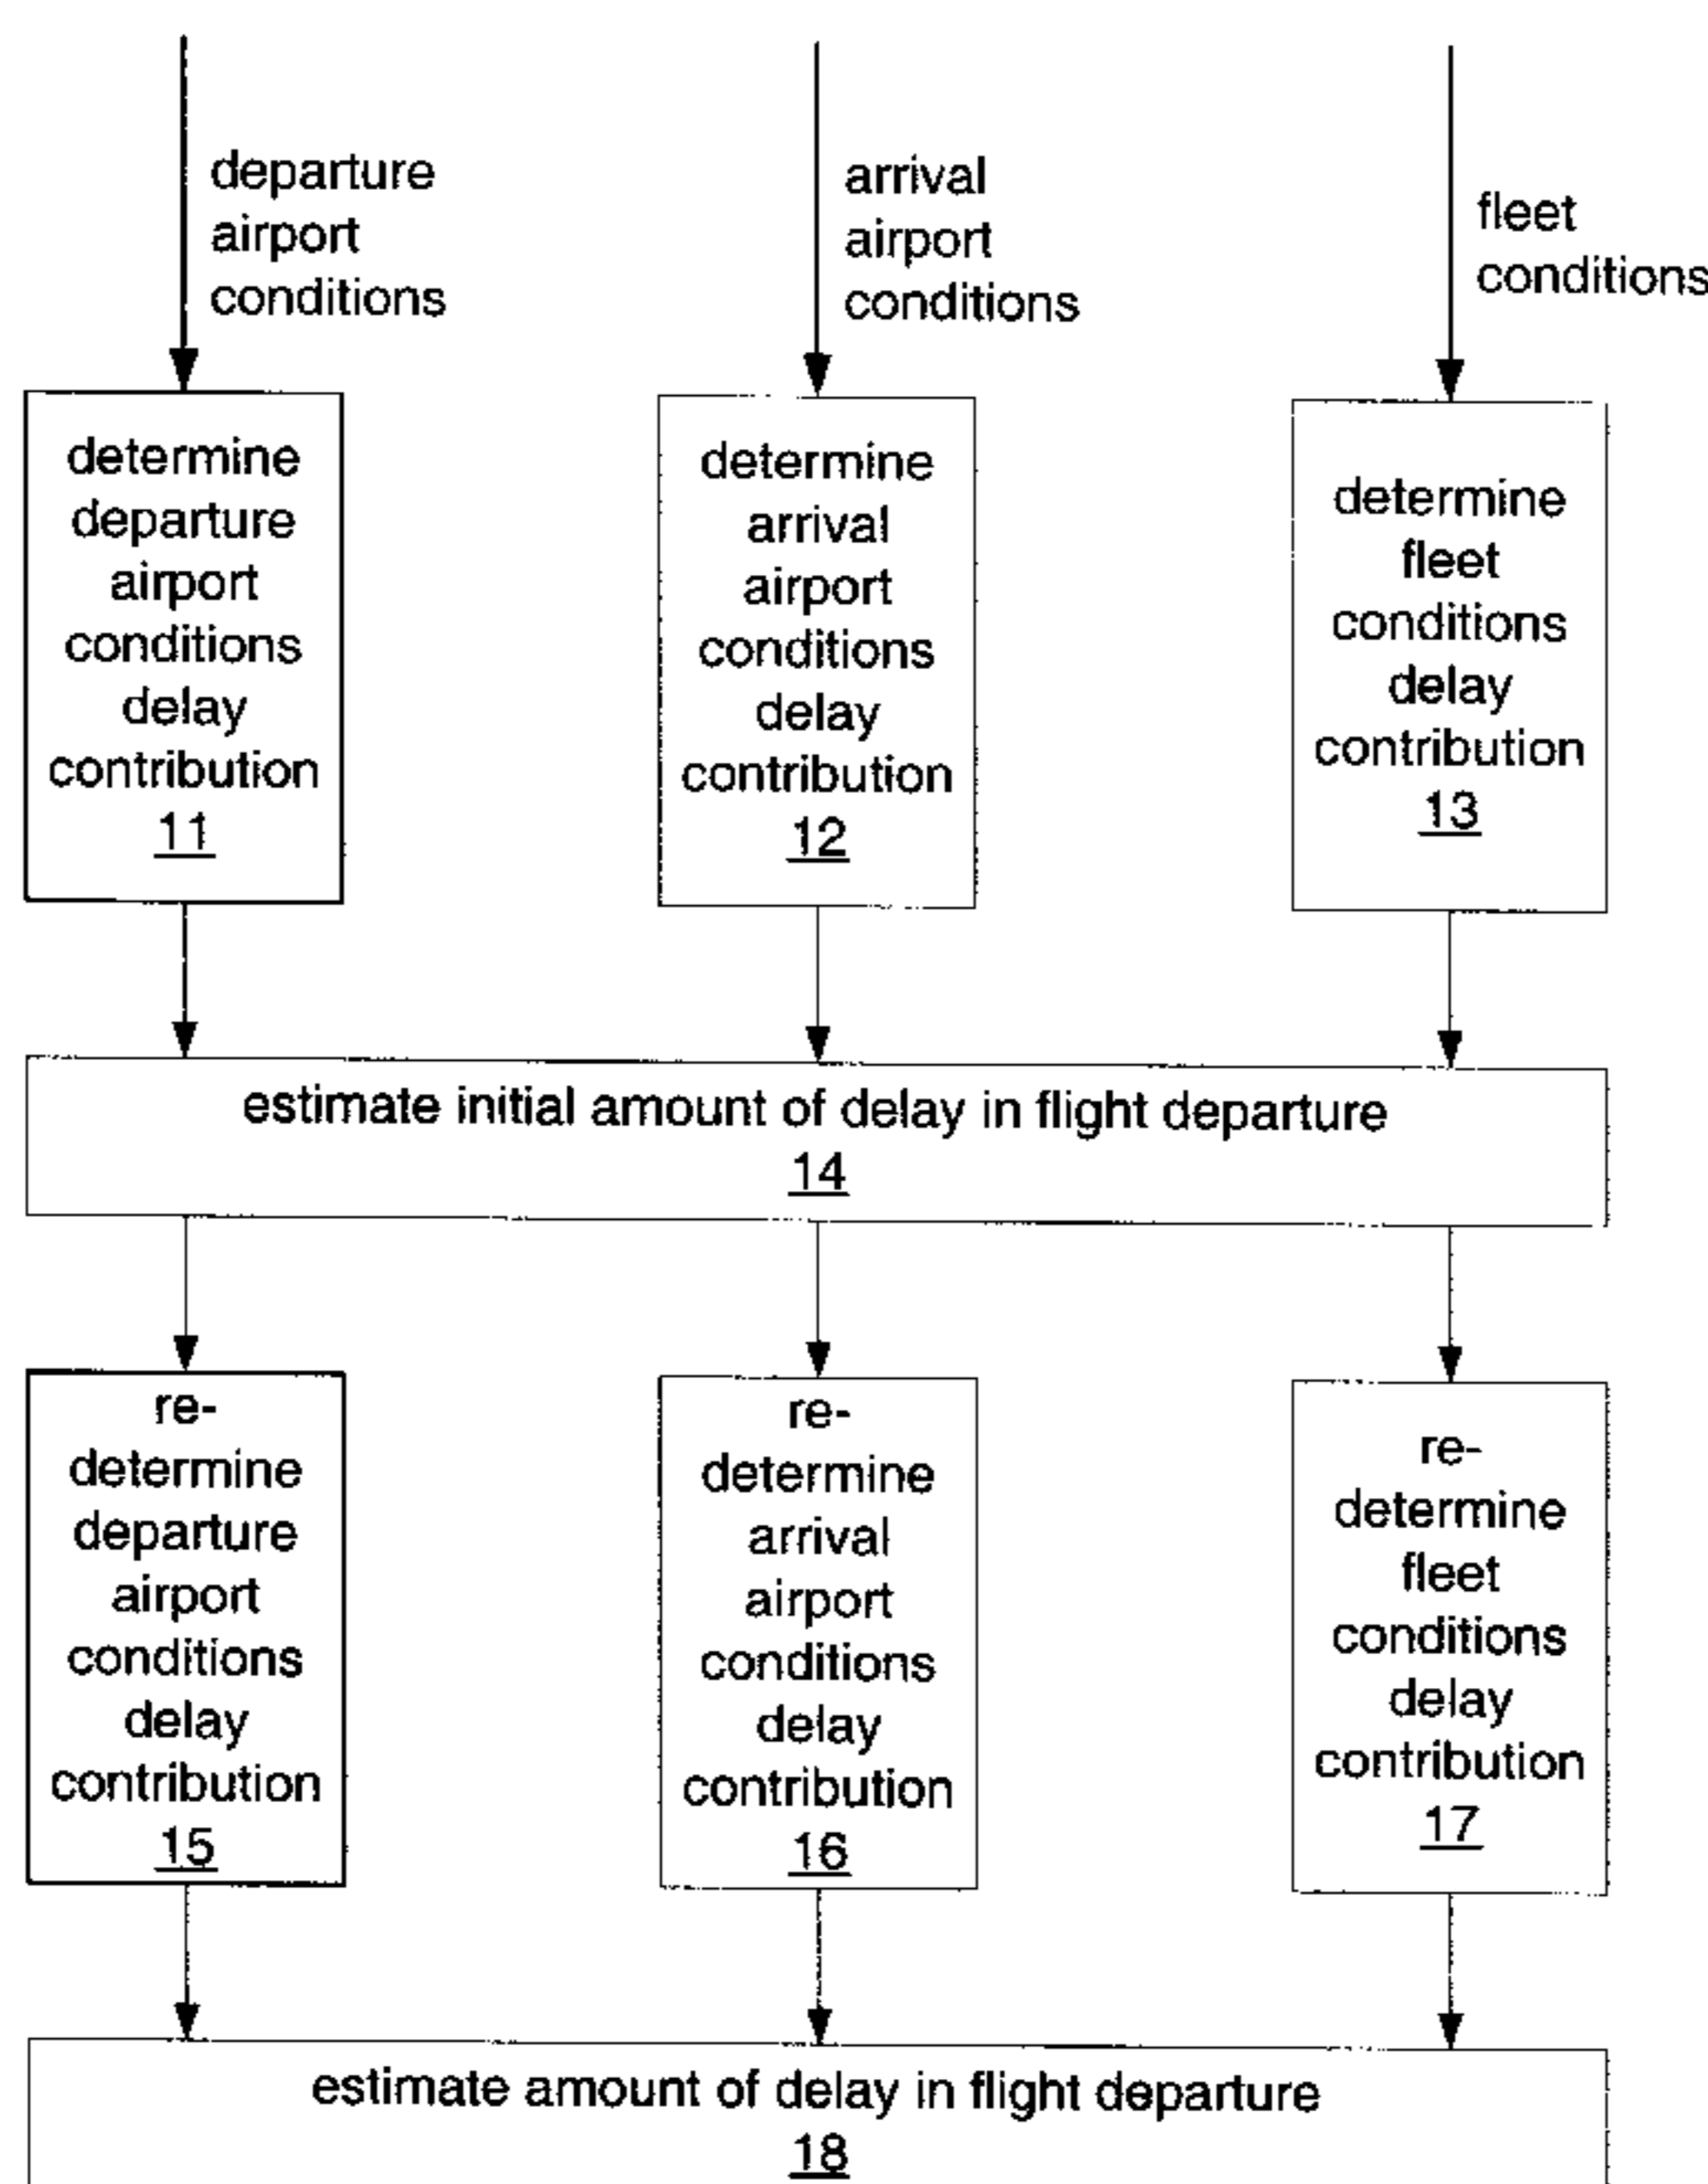 departure
airport
conditions
arrival
airport
conditions
fleet
conditions
determine
departure
airport
conditions
delay
contribution
11
determine
arrival
airport
conditions
delay
contribution
12
determine
fleet
conditions
delay
contribution
13
estimate initial amount of delay in flight departure
14
re-
determine
departure
airport
conditions
delay
contribution
15
re-
determine
arrival
airport
conditions
delay
contribution
16
re-
determine
fleet
conditions
delay
contribution
17
estimate amount of delay in flight departure
18